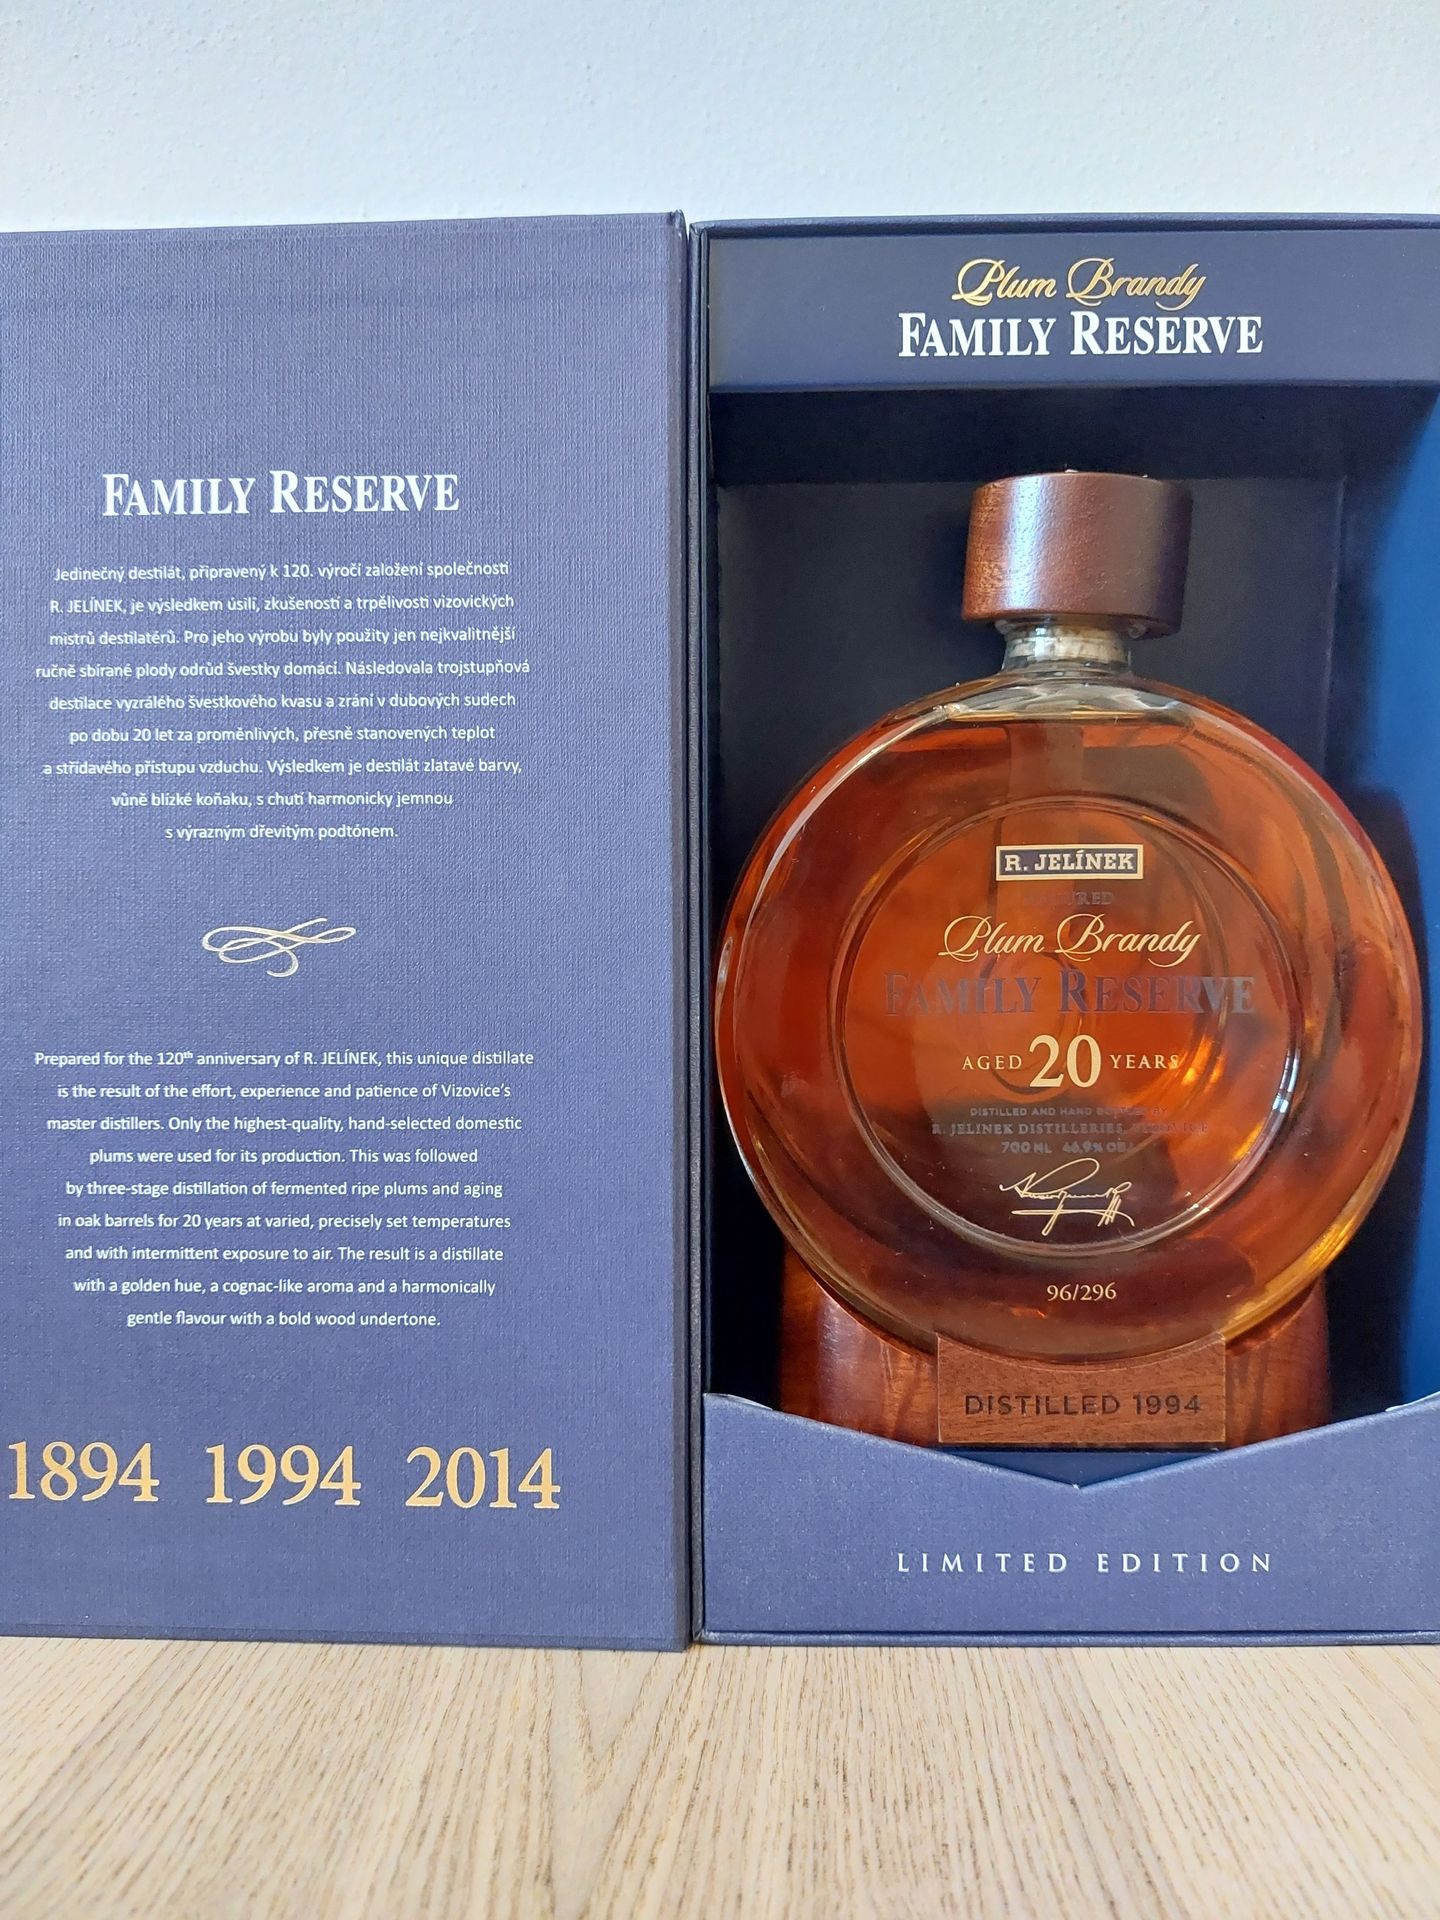 FAMILY RESERVE
Jedinečný destilát, připravený k 120. výročí založení společnosti
R. JELÍNEK, je výsledkem úsilí, zkušeností a trpělivosti vizovických
mistrů destilatérů. Pro jeho výrobu byly použity jen nejkvalitnější
ručně sbírané plody odrůd švestky domácí. Následovala trojstupňová
destilace vyzrálého švestkového kvasu a zrání v dubových sudech
po dobu 20 let za proměnlivých, přesně stanovených teplot
a střídavého přístupu vzduchu. Výsledkem je destilát zlatavé barvy,
vůně blízké koňaku, s chutí harmonicky jemnou
s výrazným dřevitým podtónem.
Prepared for the 120th anniversary of R. JELÍNEK, this unique distillate
is the result of the effort, experience and patience of Vizovice's
master distillers. Only the highest-quality, hand-selected domestic
plums were used for its production. This was followed
by three-stage distillation of fermented ripe plums and aging
in oak barrels for 20 years at varied, precisely set temperatures
and with intermittent exposure to air. The result is a distillate
with a golden hue, a cognac-like aroma and a harmonically
gentle flavour with a bold wood undertone.
1894 1994 2014
Plum Brandy
FAMILY RESERVE
R. JELÍNEK
Plum Brandy
FAMILY RESERVE
AGED 20 YEARS
DISTILLED AND HAND BOTTLED BY
R. JELINEK DISTILLERIES, VIZOVICE
700 ML 46,9%
96/296
DISTILLED 1994
LIMITED EDITION